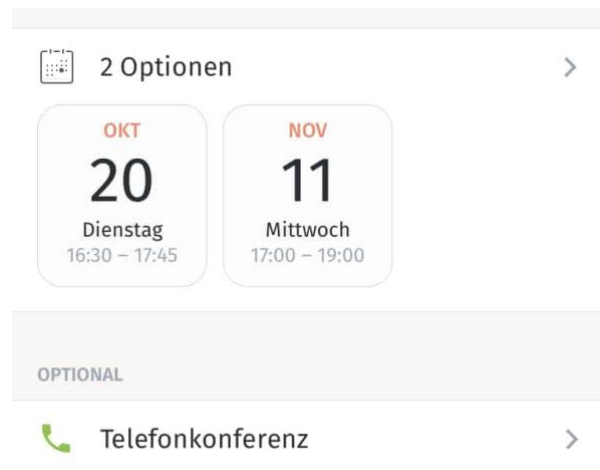 2 Optionen
OKT
20
Dienstag
16:30 – 17:45
NOV
11
Mittwoch
17:00 – 19:00
OPTIONAL
Telefonkonferenz